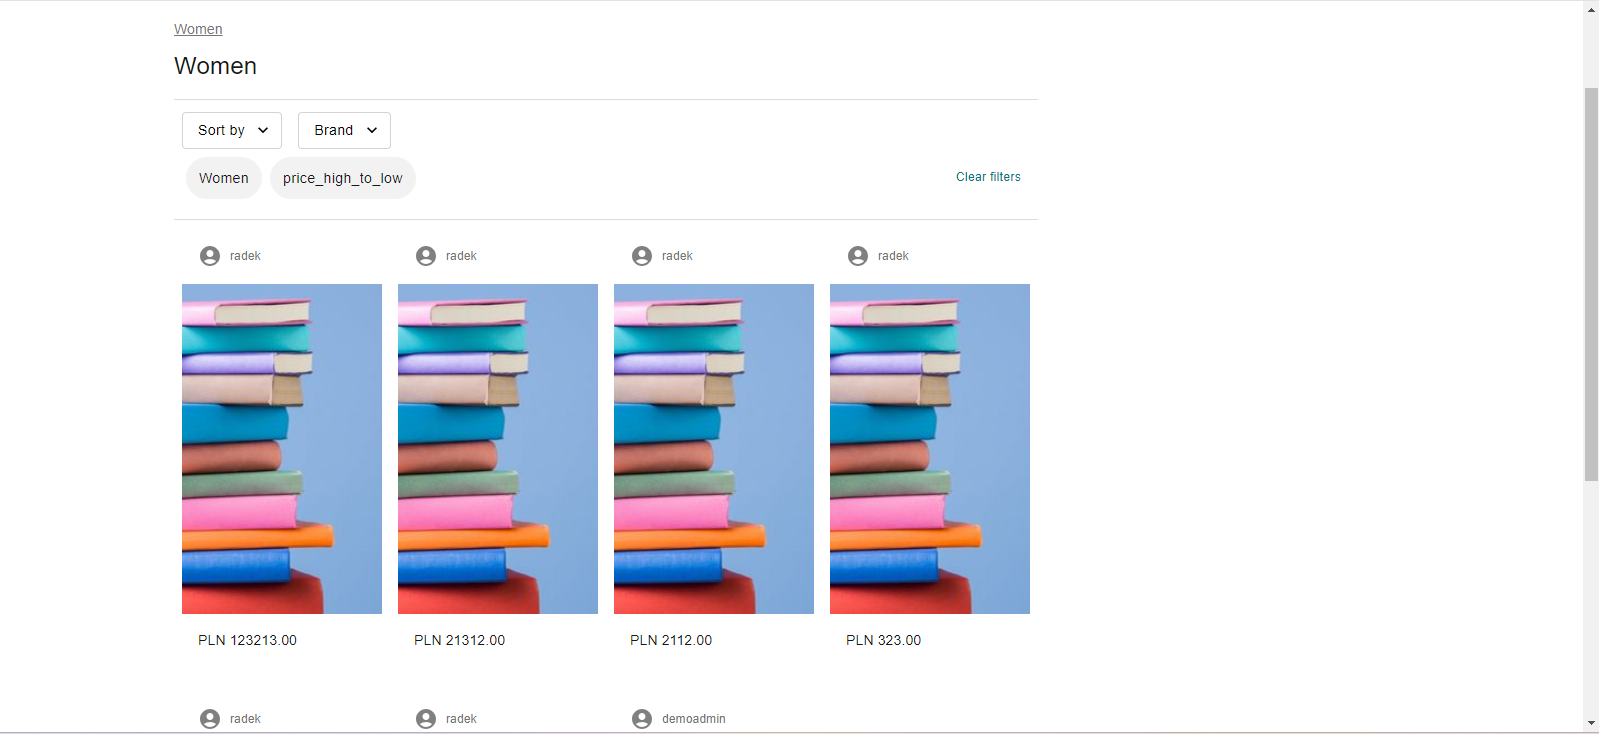 Women
Women
Sort by
Brand
Women
price_high_to_low
Clear filters
radek
radek
radek
radek
PLN 123213.00
PLN 21312.00
PLN 2112.00
PLN 323.00
radek
radek
demoadmin